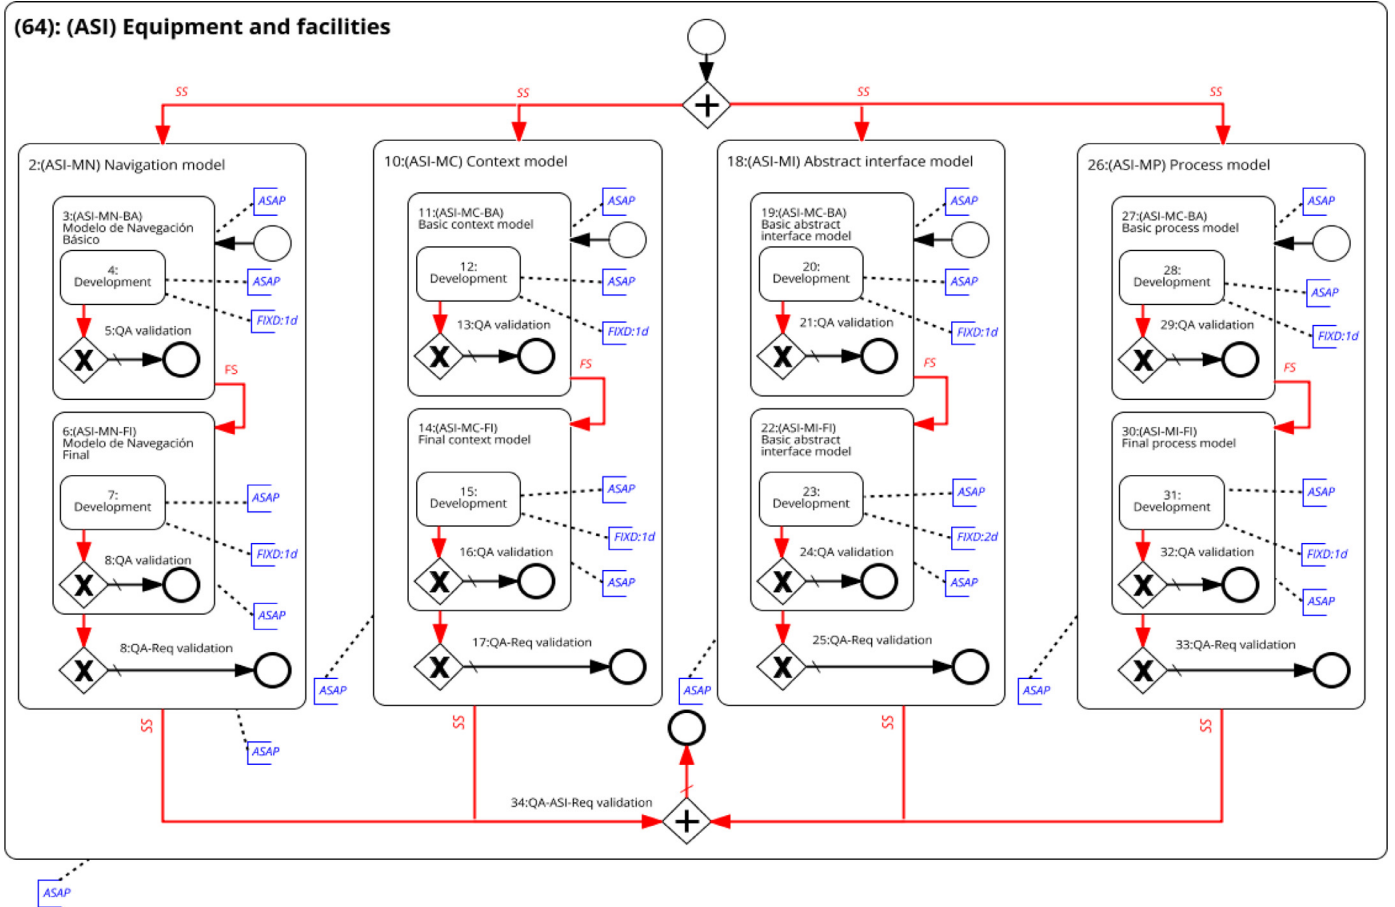 (64): (ASI) Equipment and facilities
SS
SS
SS
SS
2:(ASI-MN) Navigation model
3:(ASI-MN-BA)
Modelo de Navegación
Básico
ASAP
4:
Development
ASAP
FIXD:1d
5:QA validation
FS
6:(ASI-MN-FI)
Modelo de Navegación
Final
7:
Development
ASAP
FIXD:1d
8:QA validation
ASAP
8:QA-Req validation
SS
ASAP
10:(ASI-MC) Context model
11:(ASI-MC-BA)
Basic context model
ASAP
12:
Development
ASAP
FIXD:1d
13:QA validation
FS
14:(ASI-MC-FI)
Final context model
15:
Development
ASAP
FIXD:1d
16:QA validation
ASAP
17:QA-Req validation
ASAP
SS
18:(ASI-MI) Abstract interface model
19:(ASI-MC-BA)
Basic abstract
interface model
ASAP
20:
Development
ASAP
FIXD:1d
21:QA validation
FS
22:(ASI-MI-FI)
Basic abstract
interface model
23:
Development
ASAP
FIXD:2d
24:QA validation
ASAP
25:QA-Req validation
ASAP
SS
26:(ASI-MP) Process model
27:(ASI-MC-BA)
Basic process model
ASAP
28:
Development
ASAP
FIXD:1d
29:QA validation
FS
30:(ASI-MI-FI)
Final process model
31:
Development
ASAP
FIXD:1d
32:QA validation
ASAP
33:QA-Req validation
ASAP
SS
34:QA-ASI-Req validation
ASAP